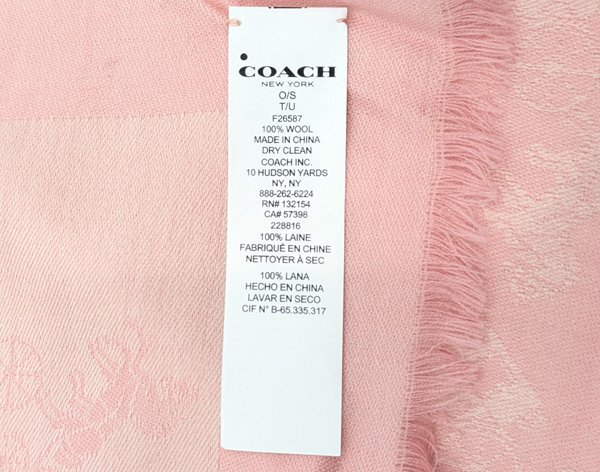 COACH
NEW YORK
O/S
T/U
F26587
100% WOOL
MADE IN CHINA
DRY CLEAN
COACH INC.
10 HUDSON YARDS
NY, NY
888-262-6224
RN# 132154
CA# 57398
228816
100% LAINE
FABRIQUÉ EN CHINE
NETTOYER À SEC
100% LANA
HECHO EN CHINA
LAVAR EN SECO
CIF N° B-65.335.317